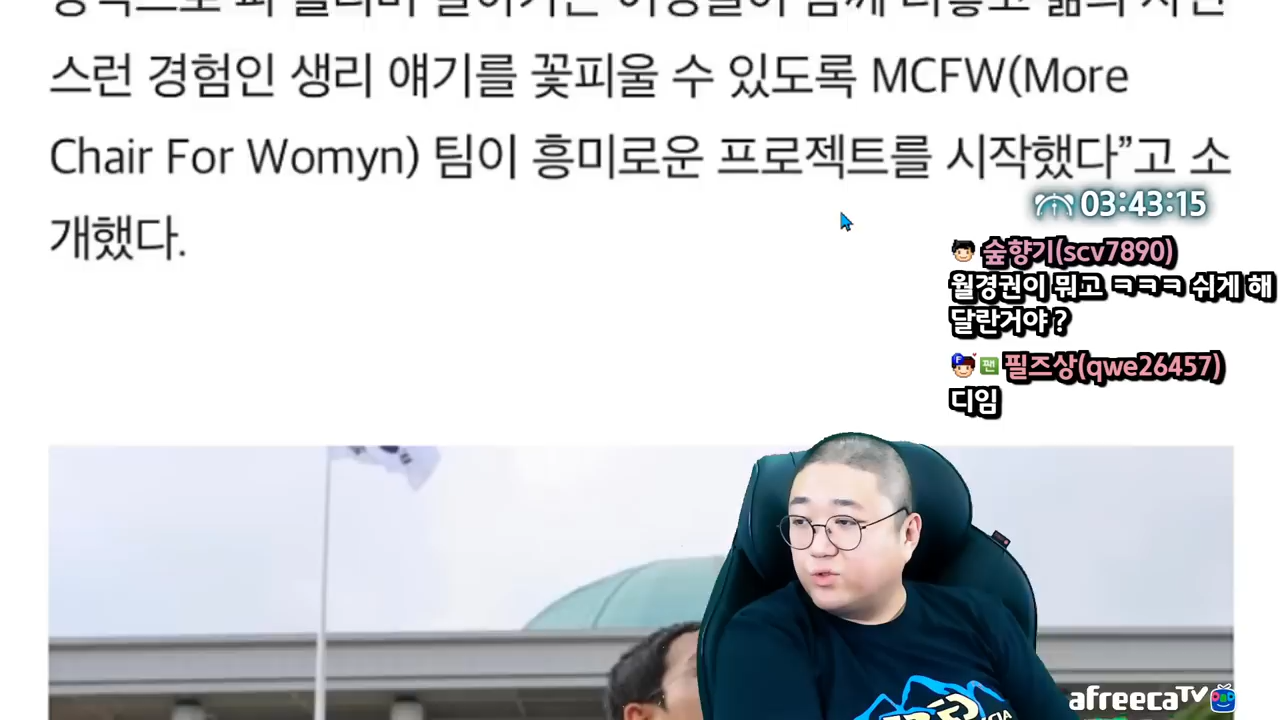 스런 경험인 생리 얘기를 꽃피울 수 있도록 MCFW(More
Chair For Womyn) 팀이 흥미로운 프로젝트를 시작했다”고 소
개했다.
03:43:15
숲향기(scv7890)
월경권이 뭐고 ㅋㅋㅋ 쉬게 해
달란거야 ?
팬 필즈상(qwe26457)
디임
afreecaTV